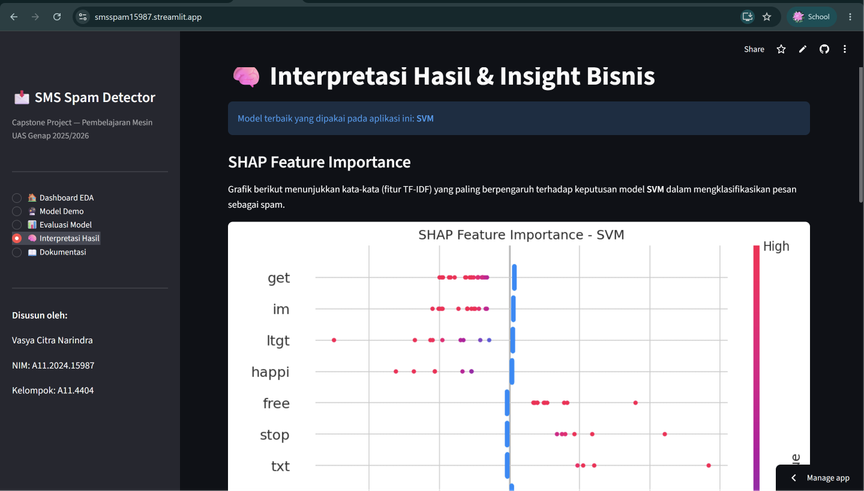 smsspam15987.streamlit.app
School
Share
SMS Spam Detector
Capstone Project — Pembelajaran Mesin
UAS Genap 2025/2026
Dashboard EDA
Model Demo
Evaluasi Model
Interpretasi Hasil
Dokumentasi
Disusun oleh:
Vasya Citra Narindra
NIM: A11.2024.15987
Kelompok: A11.4404
Interpretasi Hasil & Insight Bisnis
Model terbaik yang dipakai pada aplikasi ini: SVM
SHAP Feature Importance
Grafik berikut menunjukkan kata-kata (fitur TF-IDF) yang paling berpengaruh terhadap keputusan model SVM dalam mengklasifikasikan pesan
sebagai spam.
SHAP Feature Importance - SVM
High
get
im
ltgt
happi
free
stop
txt
Manage app